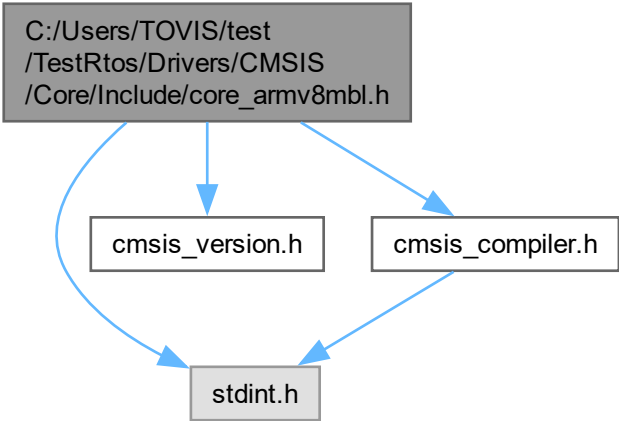 C:/Users/TOVIS/test
/TestRtos/Drivers/CMSIS
/Core/Include/core_armv8mbl.h
cmsis_version.h
cmsis_compiler.h
stdint.h